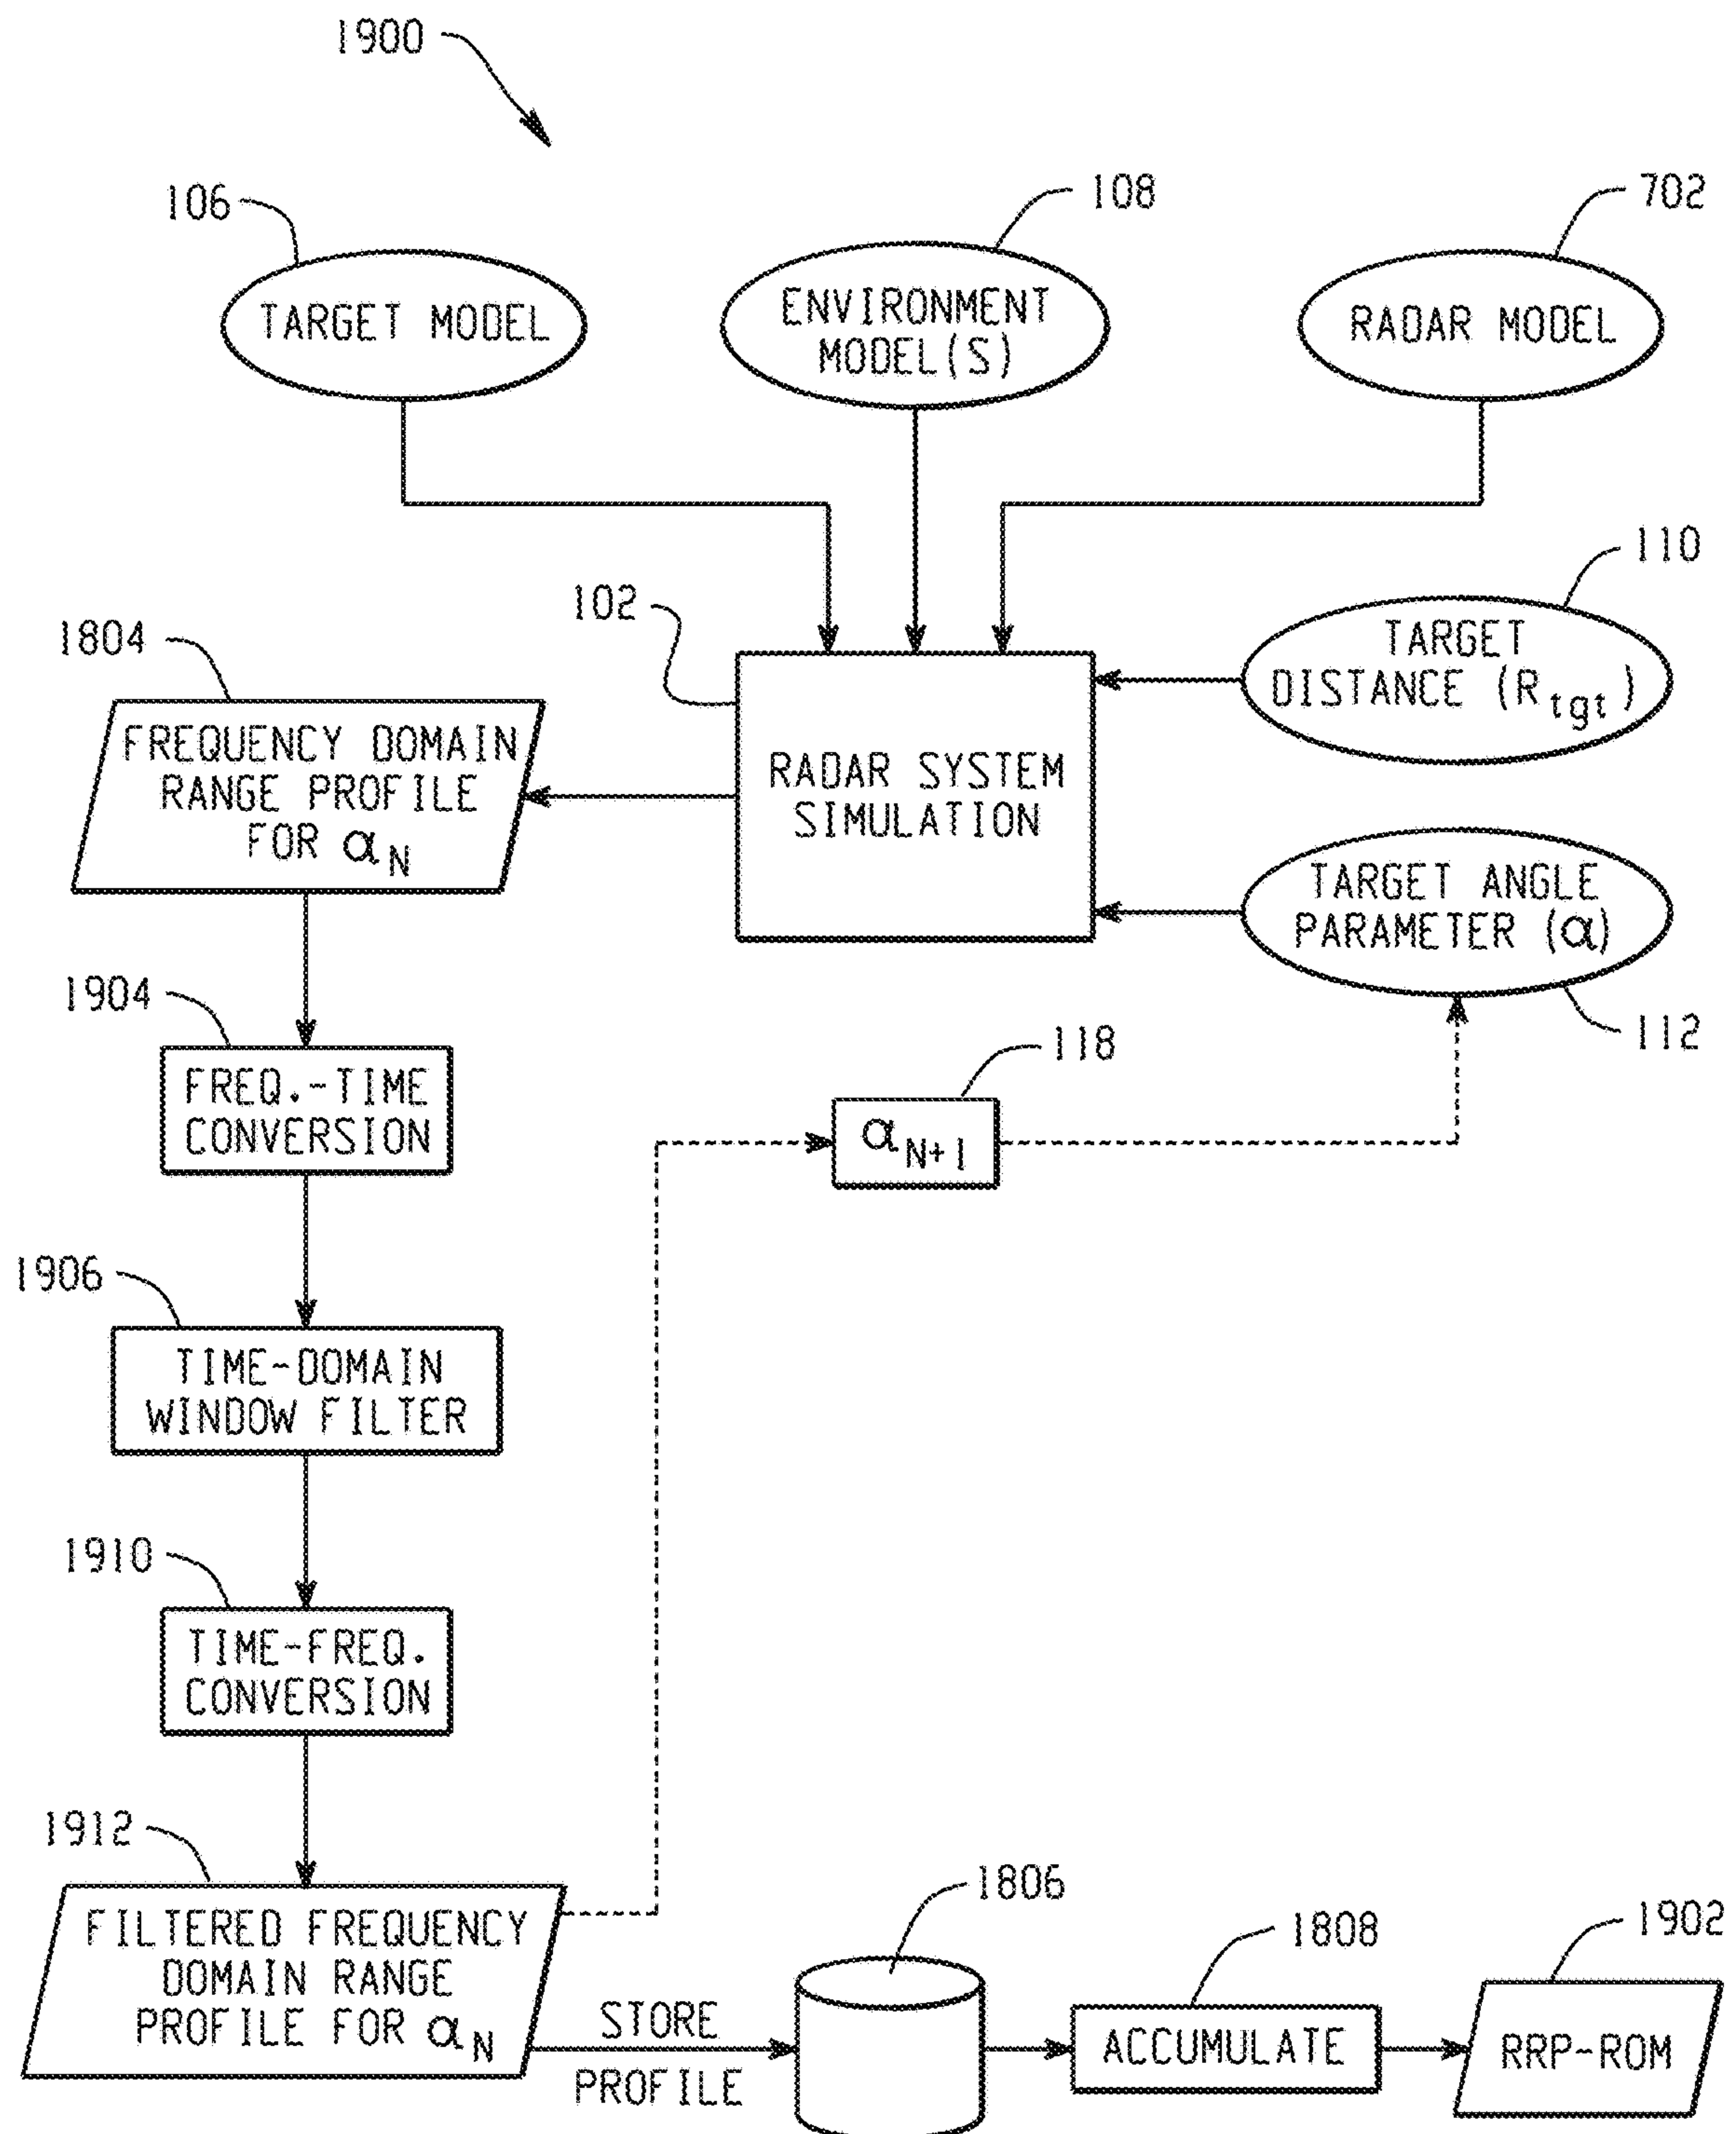 1900
106
108
702
TARGET MODEL
ENVIRONMENT
MODEL(S)
RADAR MODEL
110
102
TARGET
DISTANCE (Rtgt)
1804
FREQUENCY DOMAIN
RANGE PROFILE
FOR αN
RADAR SYSTEM
SIMULATION
TARGET ANGLE
PARAMETER (α)
112
1904
118
FREQ.-TIME
CONVERSION
αN+1
1906
TIME-DOMAIN
WINDOW FILTER
1910
TIME-FREQ.
CONVERSION
1912
FILTERED FREQUENCY
DOMAIN RANGE
PROFILE FOR αN
STORE
PROFILE
1806
1808
ACCUMULATE
1902
RRP-ROM